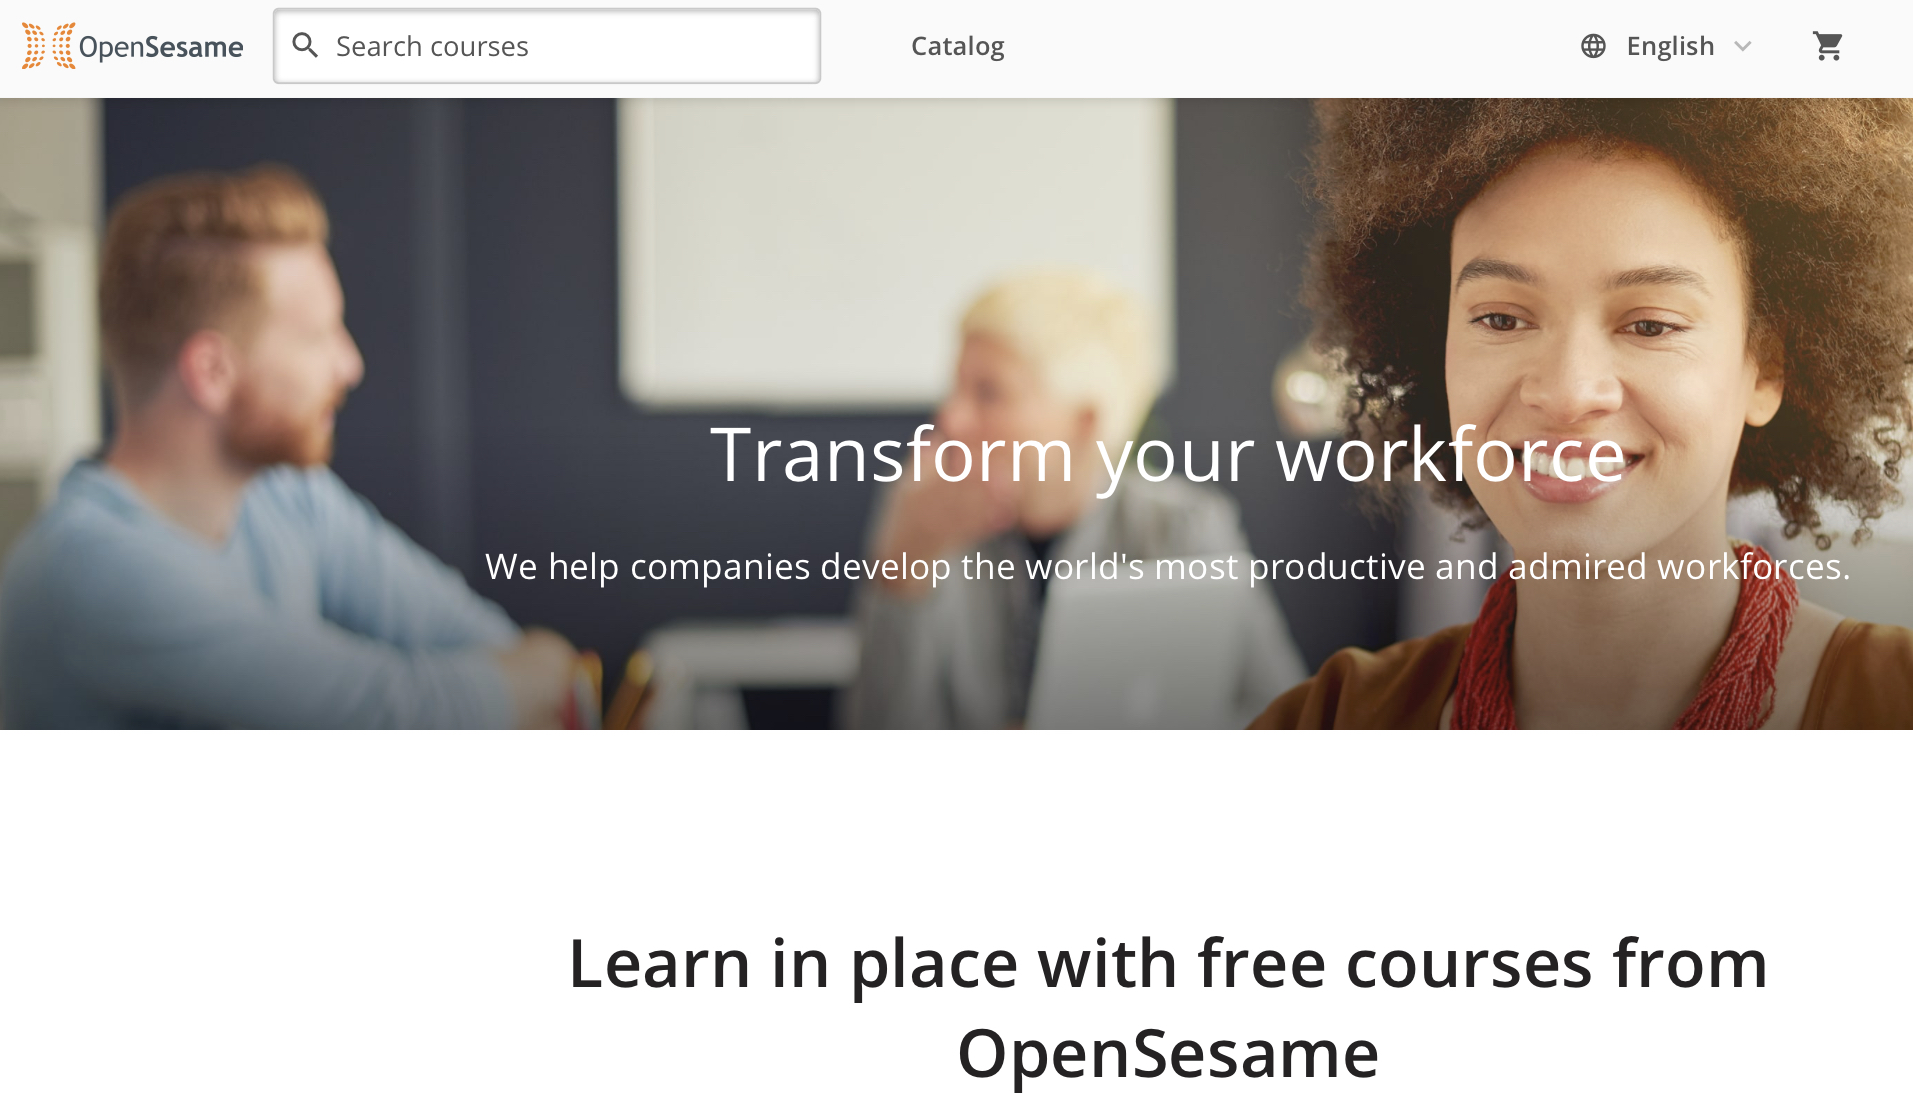 OpenSesame
Search courses
Catalog
English
Transform your workforce
We help companies develop the world's most productive and admired workforces.
Learn in place with free courses from
OpenSesame